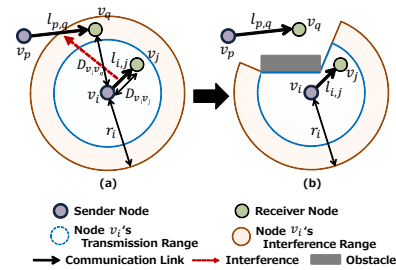 l_{p,q} v_q
v_p
l_{i,j} v_j
D_{v_i v_q}
v_i D_{v_i v_j}
r_i
(a)
l_{p,q}
v_p v_q
v_j
v_i l_{i,j}
r_i
(b)
Sender Node Receiver Node
Node v_i's Transmission Range
Node v_i's Interference Range
Communication Link Interference Obstacle